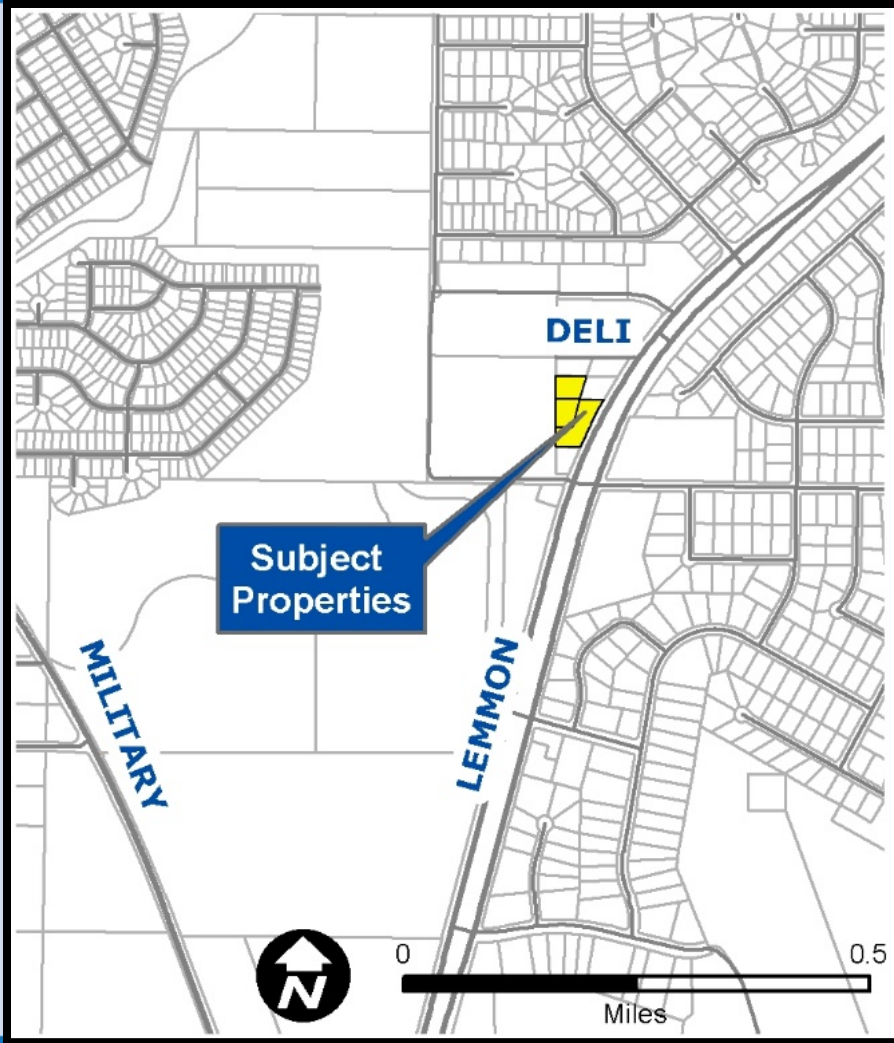 DELI
Subject
Properties
MILITARY
LEMMON
N
0 0.5
Miles